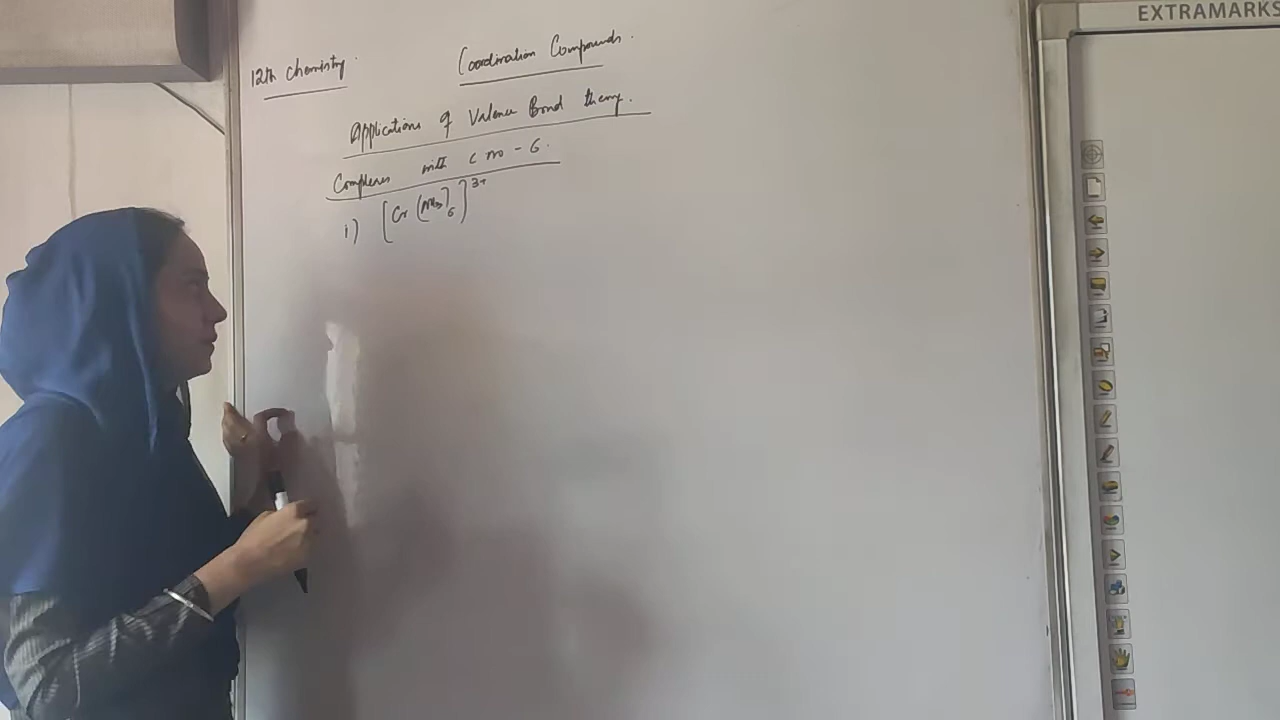 EXTRAMARKS
12th Chemistry.
Coordination Compounds.
Applications of Valence Bond theory.
Complexes with C no - 6.
1) [Cr (NH3)6]3+